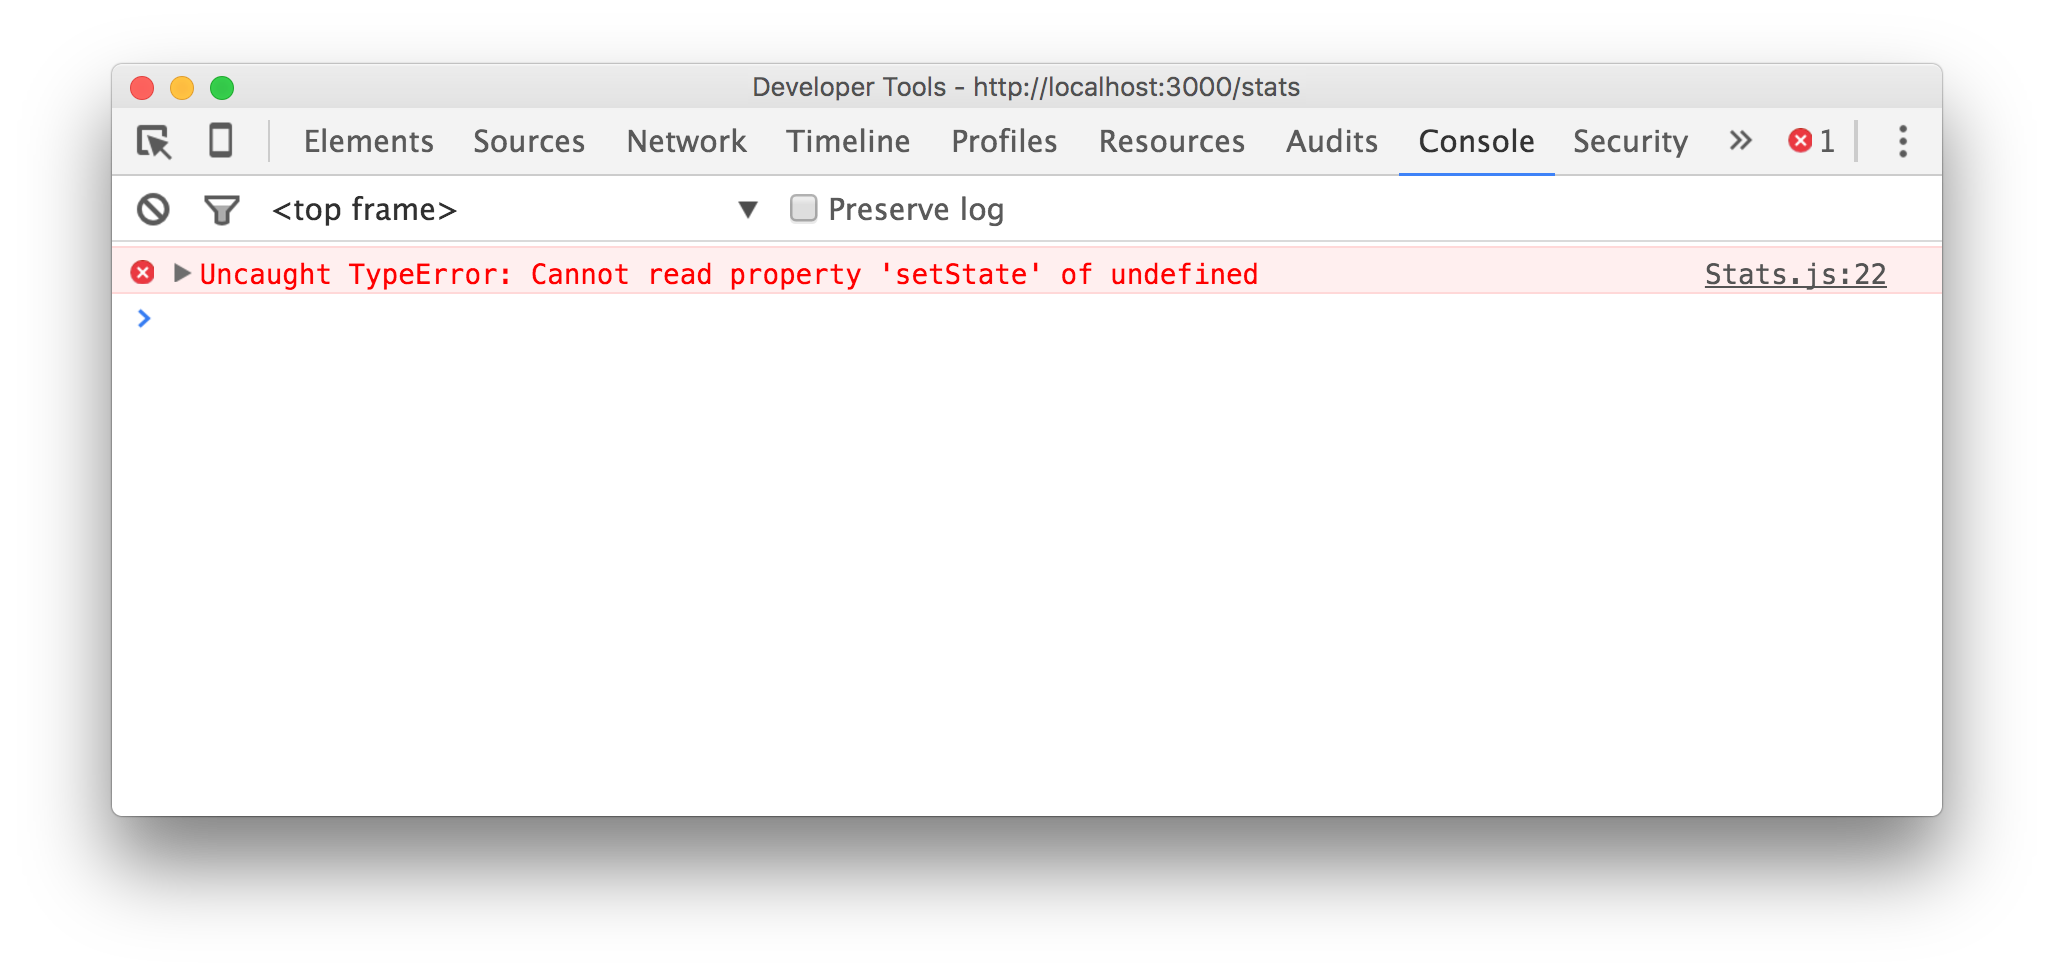 Developer Tools - http://localhost:3000/stats
Elements Sources Network Timeline Profiles Resources Audits Console Security 1
<top frame> Preserve log
Uncaught TypeError: Cannot read property 'setState' of undefined Stats.js:22